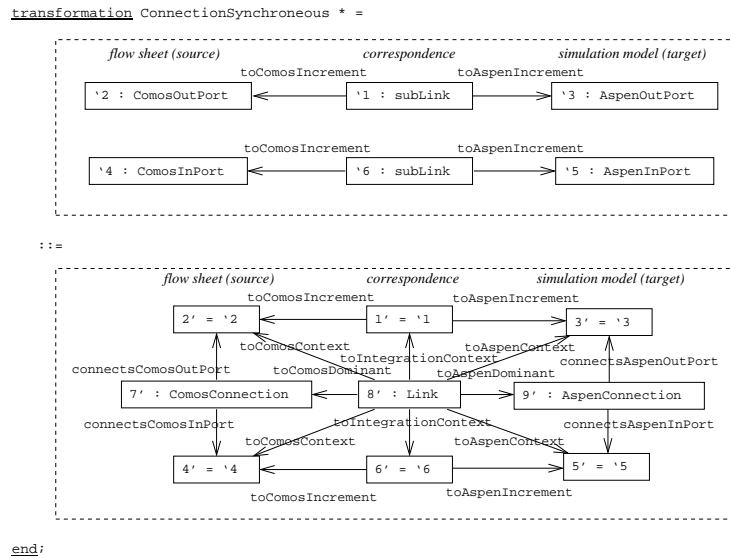 transformation ConnectionSynchroneous * =
flow sheet (source) correspondence simulation model (target)
toComosIncrement toAspenIncrement
‘2 : ComosOutPort ‘1 : subLink ‘3 : AspenOutPort
toComosIncrement toAspenIncrement
‘4 : ComosInPort ‘6 : subLink ‘5 : AspenInPort
::=
flow sheet (source) correspondence simulation model (target)
toComosIncrement toAspenIncrement
2’ = ‘2 1’ = ‘1 3’ = ‘3
toComosContext toAspenContext
toIntegrationContext connectsAspenOutPort
connectsComosOutPort toComosDominant toAspenDominant
7’ : ComosConnection 8’ : Link 9’ : AspenConnection
connectsComosInPort toIntegrationContext connectsAspenInPort
toComosContext toAspenContext
4’ = ‘4 6’ = ‘6 5’ = ‘5
toComosIncrement toAspenIncrement
end;